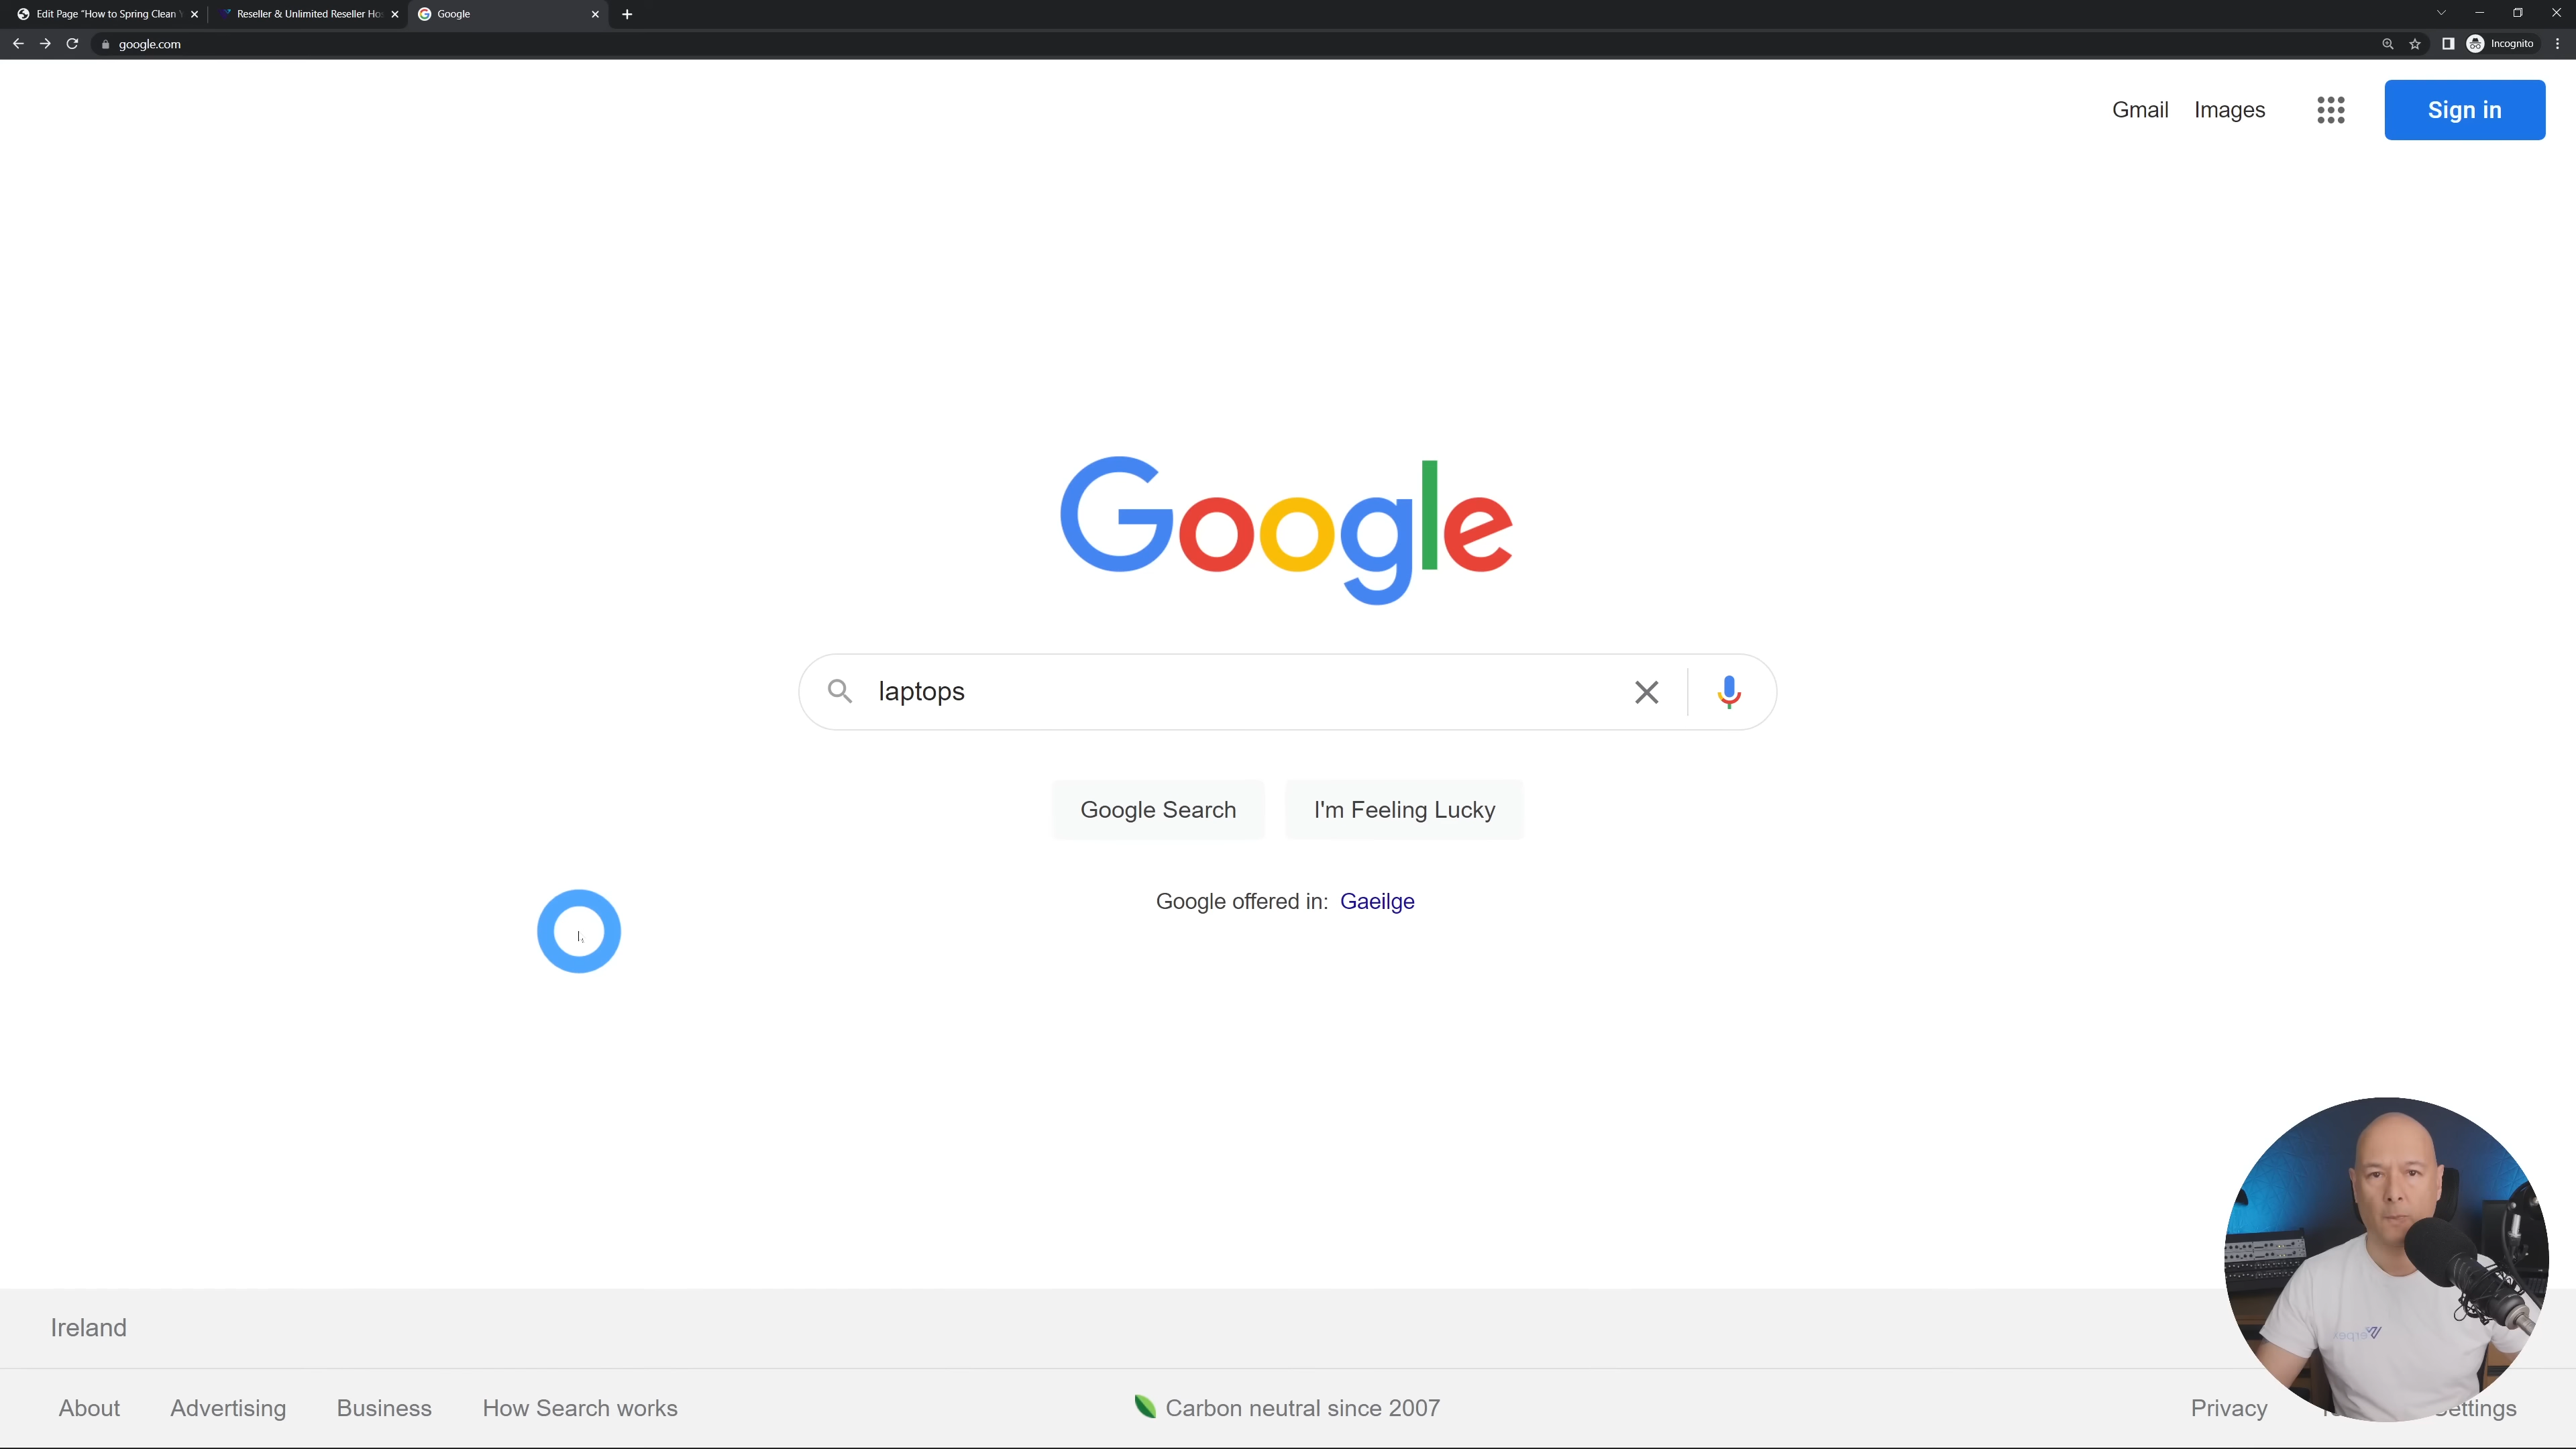 Edit Page "How to Spring Clean
Reseller & Unlimited Reseller Ho
Google
google.com
Incognito
Gmail
Images
Sign in
Google
laptops
Google Search
I'm Feeling Lucky
Google offered in: Gaeilge
Ireland
About
Advertising
Business
How Search works
Carbon neutral since 2007
Privacy
ettings